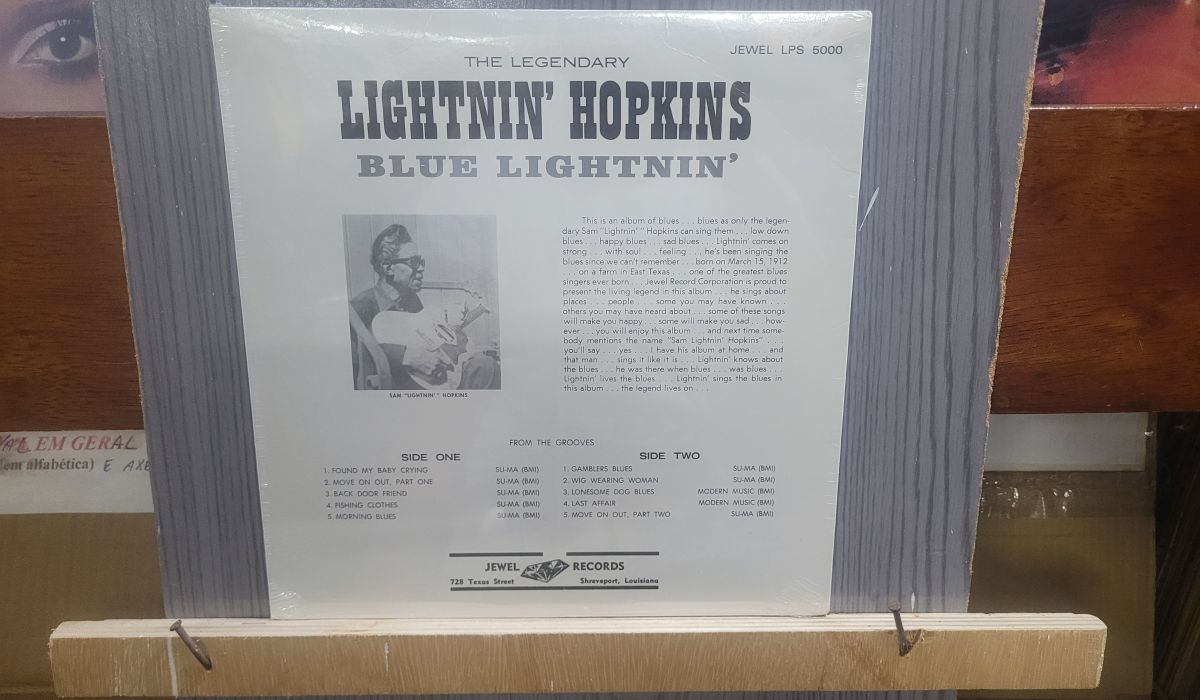 JEWEL LPS 5000
THE LEGENDARY
LIGHTNIN' HOPKINS
BLUE LIGHTNIN'
This is an album of blues . . . blues as only the legen-
dary Sam "Lightnin' " Hopkins can sing them . . . low down
blues . . . happy blues . . . sad blues . . . Lightnin' comes on
strong . . . with soul . . . feeling . . . he's been singing the
blues since we can't remember . . . born on March 15, 1912
. . . on a farm in East Texas . . . one of the greatest blues
singers ever born . . . Jewel Record Corporation is proud to
present the living legend in this album . . . he sings about
places . . . people . . . some you may have known . . .
others you may have heard about . . . some of these songs
will make you happy . . . some will make you sad . . . how-
ever . . . you will enjoy this album . . . and next time some-
body mentions the name "Sam Lightnin' Hopkins" . . .
you'll say . . . yes . . . I have his album at home . . . and
that man . . . sings it like it is . . . Lightnin' knows about
the blues . . . he was there when blues . . . was blues . . .
Lightnin' lives the blues . . . Lightnin' sings the blues in
this album . . . the legend lives on . . .
SAM "LIGHTNIN' " HOPKINS
FROM THE GROOVES
SIDE ONE
1. FOUND MY BABY CRYING SU-MA (BMI)
2. MOVE ON OUT, PART ONE SU-MA (BMI)
3. BACK DOOR FRIEND SU-MA (BMI)
4. FISHING CLOTHES SU-MA (BMI)
5. MORNING BLUES SU-MA (BMI)
SIDE TWO
1. GAMBLERS BLUES SU-MA (BMI)
2. WIG WEARING WOMAN SU-MA (BMI)
3. LONESOME DOG BLUES MODERN MUSIC (BMI)
4. LAST AFFAIR MODERN MUSIC (BMI)
5. MOVE ON OUT, PART TWO SU-MA (BMI)
JEWEL RECORDS
728 Texas Street Shreveport, Louisiana
EM GERAL
em alfabética) E AXE